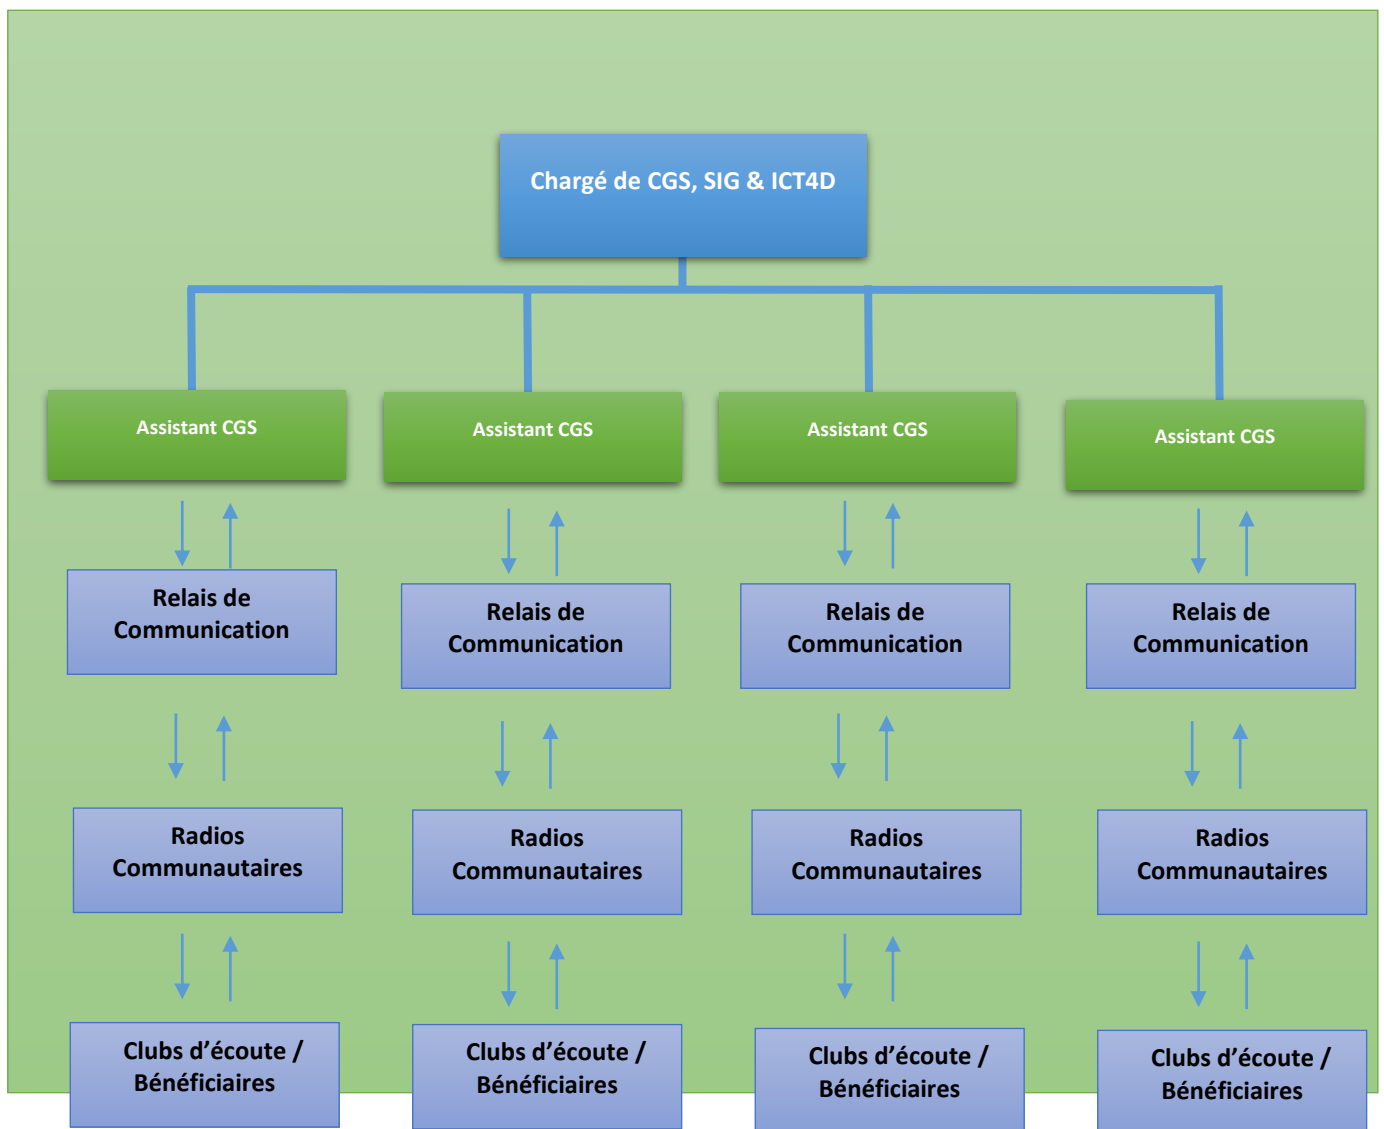 Chargé de CGS, SIG & ICT4D
Assistant CGS
Assistant CGS
Assistant CGS
Assistant CGS
Relais de
Communication
Relais de
Communication
Relais de
Communication
Relais de
Communication
Radios
Communautaires
Radios
Communautaires
Radios
Communautaires
Radios
Communautaires
Clubs d’écoute /
Bénéficiaires
Clubs d’écoute /
Bénéficiaires
Clubs d’écoute /
Bénéficiaires
Clubs d’écoute /
Bénéficiaires